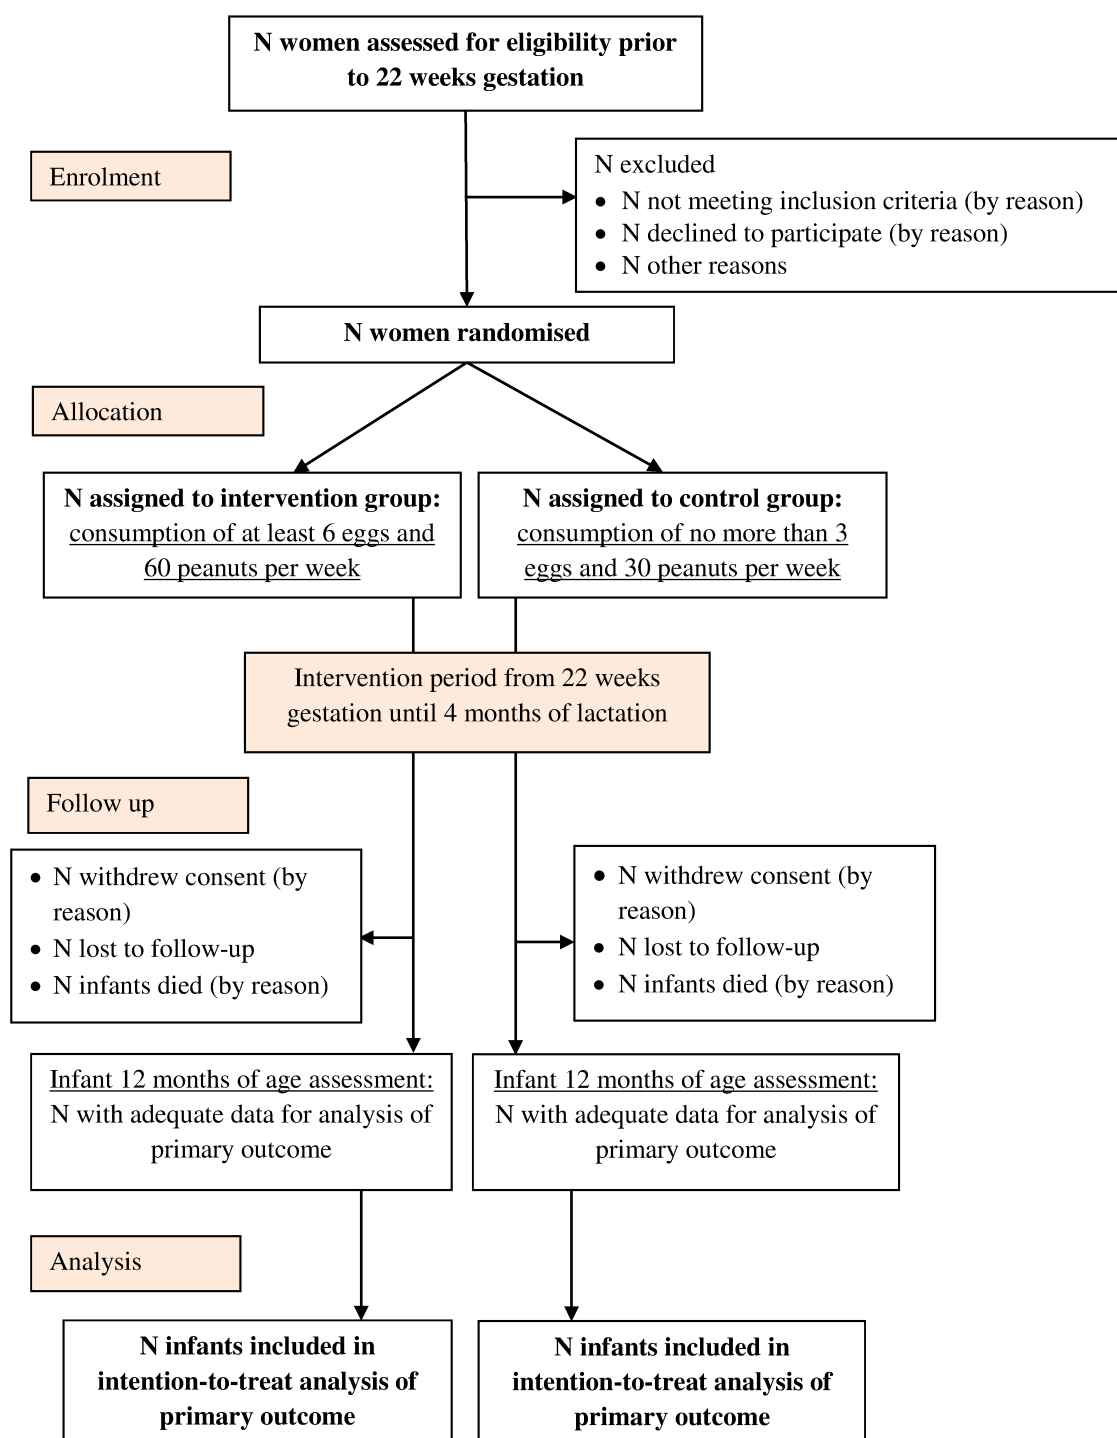 N women assessed for eligibility prior
to 22 weeks gestation
Enrolment
N excluded
• N not meeting inclusion criteria (by reason)
• N declined to participate (by reason)
• N other reasons
N women randomised
Allocation
N assigned to intervention group:
consumption of at least 6 eggs and
60 peanuts per week
N assigned to control group:
consumption of no more than 3
eggs and 30 peanuts per week
Intervention period from 22 weeks
gestation until 4 months of lactation
Follow up
• N withdrew consent (by
reason)
• N lost to follow-up
• N infants died (by reason)
• N withdrew consent (by
reason)
• N lost to follow-up
• N infants died (by reason)
Infant 12 months of age assessment:
N with adequate data for analysis of
primary outcome
Infant 12 months of age assessment:
N with adequate data for analysis of
primary outcome
Analysis
N infants included in
intention-to-treat analysis of
primary outcome
N infants included in
intention-to-treat analysis of
primary outcome